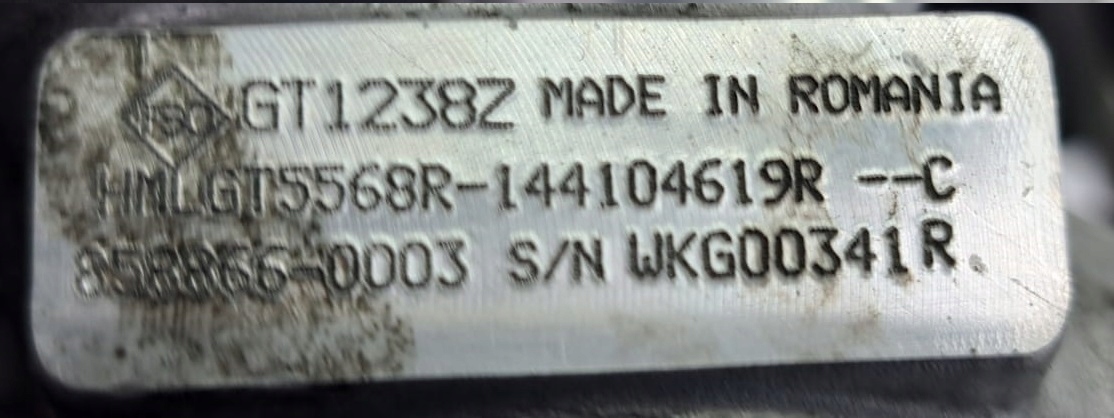 GT1238Z MADE IN ROMANIA
HMLGT5568R-144104619R --C
858866-0003 S/N WKG00341R